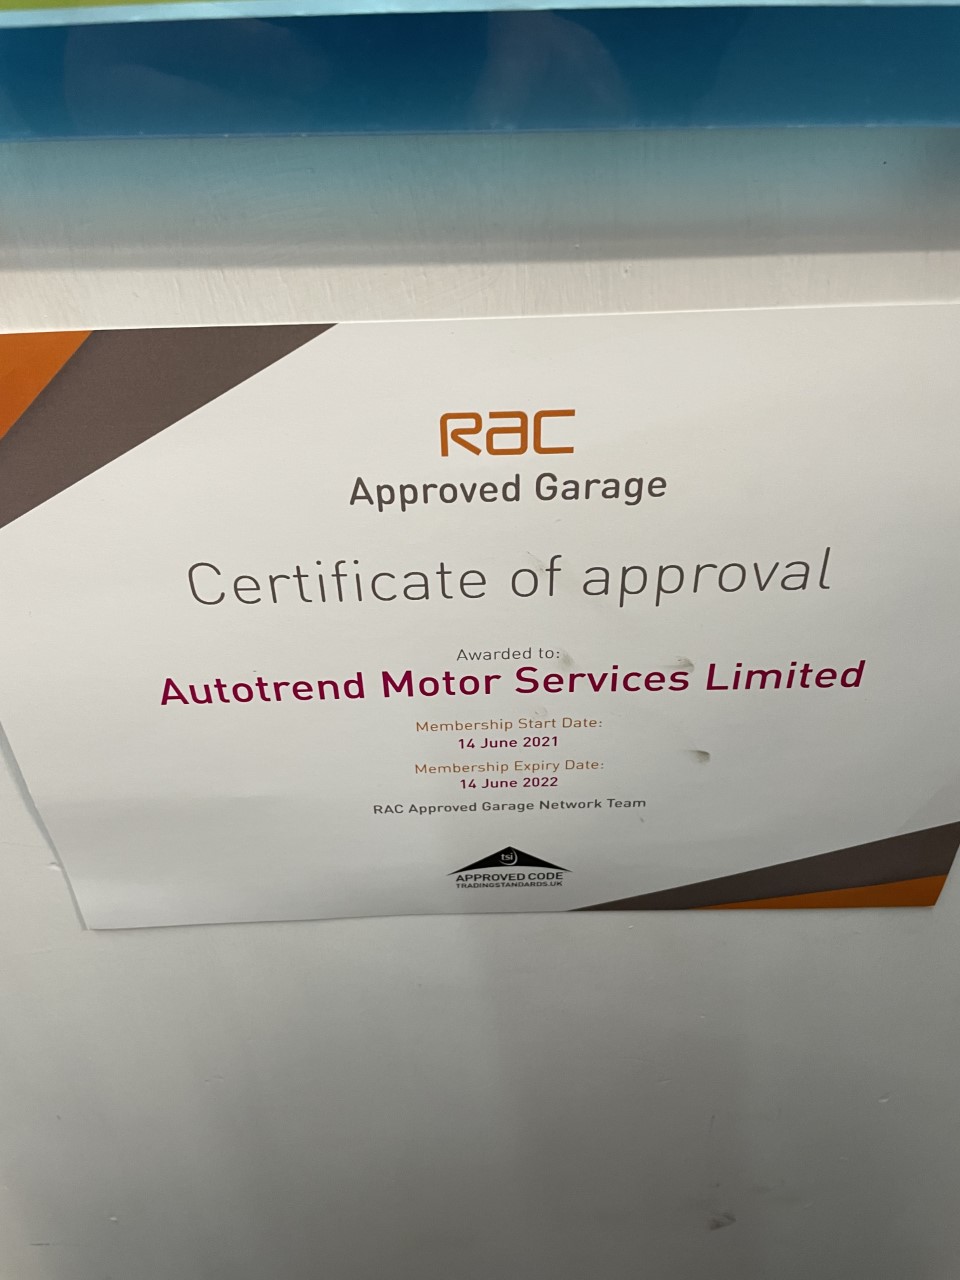 RAC
Approved Garage
Certificate of approval
Awarded to:
Autotrend Motor Services Limited
Membership Start Date:
14 June 2021
Membership Expiry Date:
14 June 2022
RAC Approved Garage Network Team
tsi
APPROVED CODE
TRADINGSTANDARDS.UK